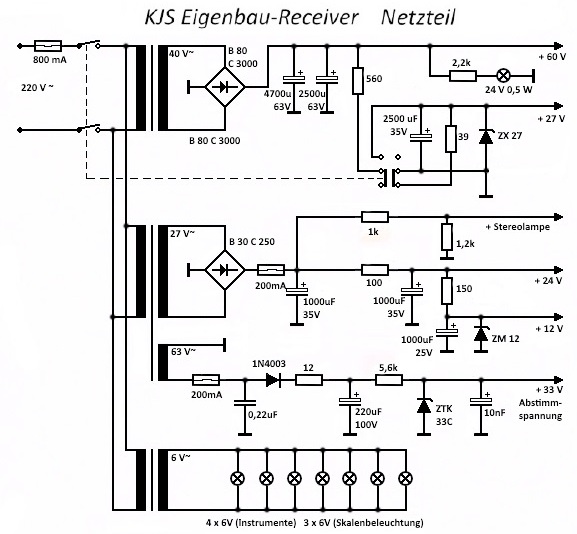 KJS Eigenbau-Receiver Netzteil
800 mA
220 V ~
40 V~
B 80
C 3000
B 80 C 3000
4700u
63V
2500u
63V
560
2,2k
24 V 0,5 W
+ 60 V
2500 uF
35V
39
ZX 27
+ 27 V
27 V~
B 30 C 250
200mA
1000uF
35V
1k
1,2k
+ Stereolampe
100
1000uF
35V
150
+ 24 V
1000uF
25V
ZM 12
+ 12 V
63 V~
200mA
1N4003
0,22uF
12
220uF
100V
5,6k
ZTK
33C
10nF
+ 33 V
Abstimm-
spannung
6 V~
4 x 6V (Instrumente) 3 x 6V (Skalenbeleuchtung)